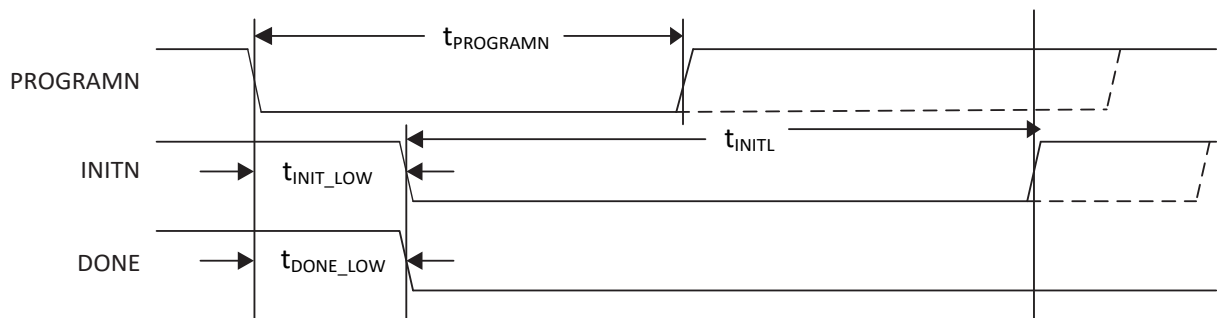 tPROGRAMN
PROGRAMN
tINITL
INITN
tINIT_LOW
DONE
tDONE_LOW